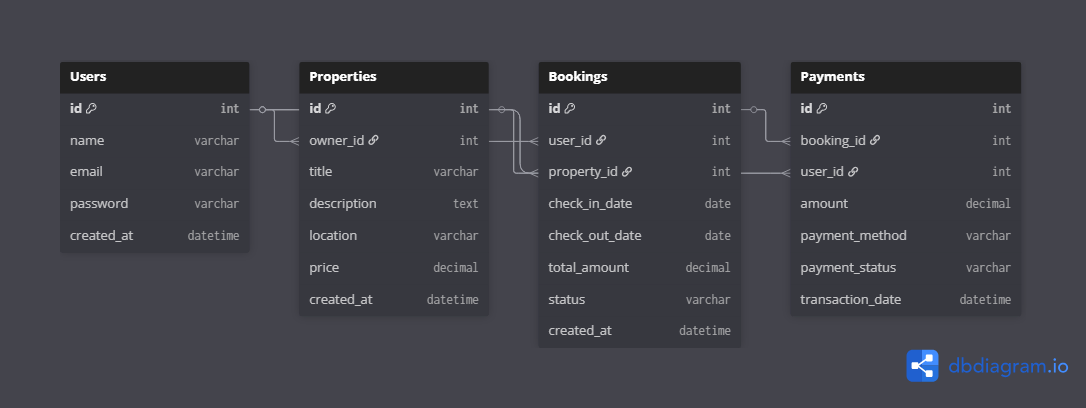 Users
id int
name varchar
email varchar
password varchar
created_at datetime
Properties
id int
owner_id int
title varchar
description text
location varchar
price decimal
created_at datetime
Bookings
id int
user_id int
property_id int
check_in_date date
check_out_date date
total_amount decimal
status varchar
created_at datetime
Payments
id int
booking_id int
user_id int
amount decimal
payment_method varchar
payment_status varchar
transaction_date datetime
dbdiagram.io